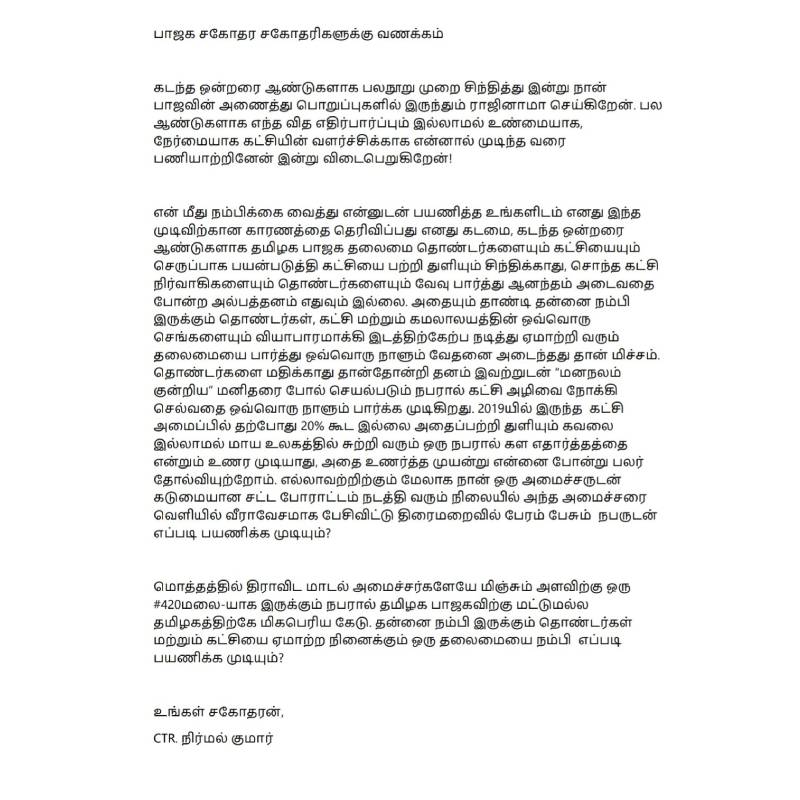 பாஜக சகோதர சகோதரிகளுக்கு வணக்கம்
கடந்த ஒன்றரை ஆண்டுகளாக பலநூறு முறை சிந்தித்து இன்று நான்
பாஜவின் அணைத்து பொறுப்புகளில் இருந்தும் ராஜினாமா செய்கிறேன். பல
ஆண்டுகளாக எந்த வித எதிர்பார்ப்பும் இல்லாமல் உண்மையாக,
நேர்மையாக கட்சியின் வளர்ச்சிக்காக என்னால் முடிந்த வரை
பணியாற்றினேன் இன்று விடைபெறுகிறேன்!
என் மீது நம்பிக்கை வைத்து என்னுடன் பயணித்த உங்களிடம் எனது இந்த
முடிவிற்கான காரணத்தை தெரிவிப்பது எனது கடமை, கடந்த ஒன்றரை
ஆண்டுகளாக தமிழக பாஜக தலைமை தொண்டர்களையும் கட்சியையும்
செருப்பாக பயன்படுத்தி கட்சியை பற்றி துளியும் சிந்திக்காது, சொந்த கட்சி
நிர்வாகிகளையும் தொண்டர்களையும் வேவு பார்த்து ஆனந்தம் அடைவதை
போன்ற அல்பத்தனம் எதுவும் இல்லை. அதையும் தாண்டி தன்னை நம்பி
இருக்கும் தொண்டர்கள், கட்சி மற்றும் கமலாலயத்தின் ஒவ்வொரு
செங்களையும் வியாபாரமாக்கி இடத்திற்கேற்ப நடித்து ஏமாற்றி வரும்
தலைமையை பார்த்து ஒவ்வொரு நாளும் வேதனை அடைந்தது தான் மிச்சம்.
தொண்டர்களை மதிக்காது தான்தோன்றி தனம் இவற்றுடன் "மனநலம்
குன்றிய" மனிதரை போல் செயல்படும் நபரால் கட்சி அழிவை நோக்கி
செல்வதை ஒவ்வொரு நாளும் பார்க்க முடிகிறது. 2019யில் இருந்த கட்சி
அமைப்பில் தற்போது 20% கூட இல்லை அதைப்பற்றி துளியும் கவலை
இல்லாமல் மாய உலகத்தில் சுற்றி வரும் ஒரு நபரால் கள எதார்த்தத்தை
என்றும் உணர முடியாது, அதை உணர்த்த முயன்று என்னை போன்று பலர்
தோல்வியுற்றோம். எல்லாவற்றிற்கும் மேலாக நான் ஒரு அமைச்சருடன்
கடுமையான சட்ட போராட்டம் நடத்தி வரும் நிலையில் அந்த அமைச்சரை
வெளியில் வீராவேசமாக பேசிவிட்டு திரைமறைவில் பேரம் பேசும் நபருடன்
எப்படி பயணிக்க முடியும்?
மொத்தத்தில் திராவிட மாடல் அமைச்சர்களேயே மிஞ்சும் அளவிற்கு ஒரு
#420மலை-யாக இருக்கும் நபரால் தமிழக பாஜகவிற்கு மட்டுமல்ல
தமிழகத்திற்கே மிகபெரிய கேடு. தன்னை நம்பி இருக்கும் தொண்டர்கள்
மற்றும் கட்சியை ஏமாற்ற நினைக்கும் ஒரு தலைமையை நம்பி எப்படி
பயணிக்க முடியும்?
உங்கள் சகோதரன்,
CTR. நிர்மல் குமார்